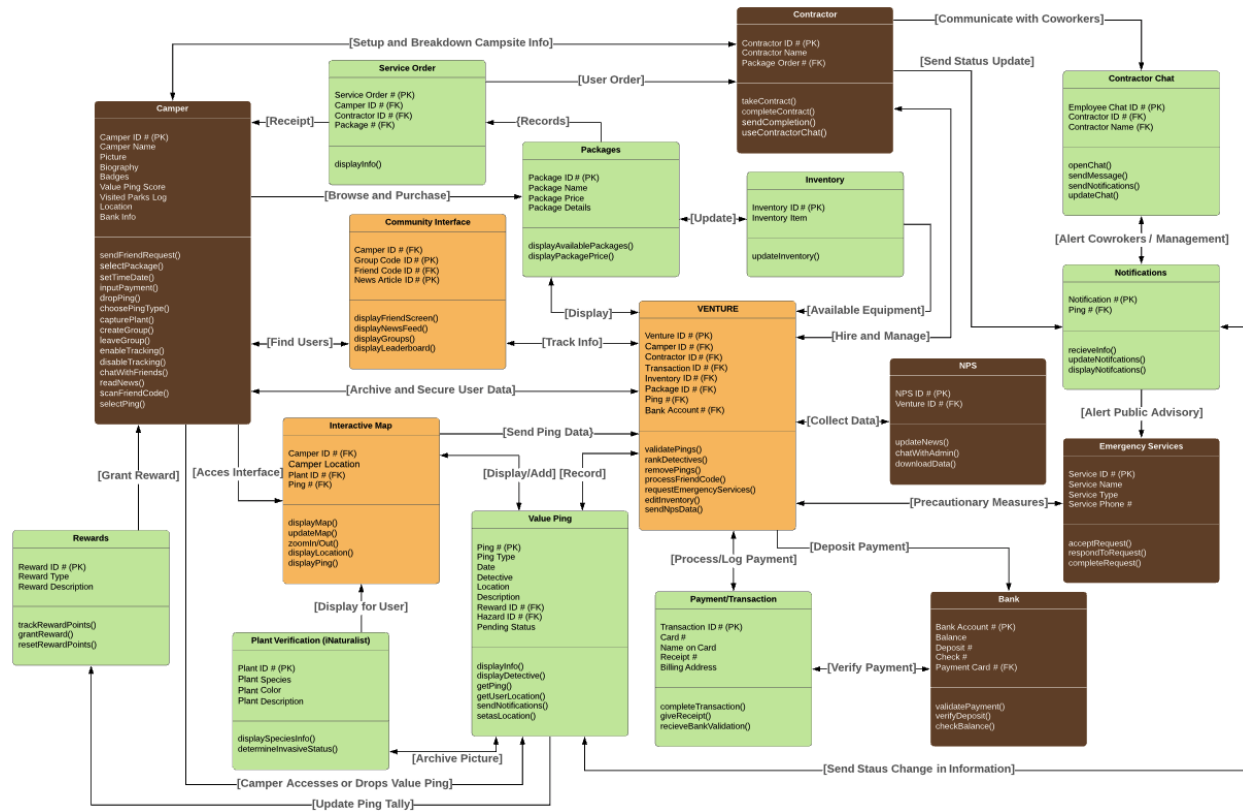 Contractor
Contractor ID # (PK)
Contractor Name
Package Order # (FK)
takeContract()
completeContract()
sendCompletion()
useContractorChat()
[Communicate with Coworkers]
[Setup and Breakdown Campsite Info]
[Send Status Update]
Service Order
Service Order # (PK)
Camper ID # (FK)
Contractor ID # (FK)
Package # (FK)
displayInfo()
[User Order]
Contractor Chat
Employee Chat ID # (PK)
Contractor ID # (FK)
Contractor Name (FK)
openChat()
sendMessage()
sendNotifications()
updateChat()
Camper
Camper ID # (PK)
Camper Name
Picture
Biography
Badges
Value Ping Score
Visited Parks Log
Location
Bank Info
sendFriendRequest()
selectPackage()
setTimeDate()
inputPayment()
dropPing()
choosePingType()
capturePlant()
createGroup()
leaveGroup()
enableTracking()
disableTracking()
chatWithFriends()
readNews()
scanFriendCode()
selectPing()
[Receipt]
{Records}
Packages
Package ID # (PK)
Package Name
Package Price
Package Details
displayAvailablePackages()
displayPackagePrice()
[Browse and Purchase]
[Update]
Inventory
Inventory ID# (PK)
Inventory Item
updateInventory()
Community Interface
Camper ID # (FK)
Group Code ID # (PK)
Friend Code ID # (FK)
News Article ID # (PK)
displayFriendScreen()
displayNewsFeed()
displayGroups()
displayLeaderboard()
[Alert Cowrokers / Management]
Notifications
Notification # (PK)
Ping # (FK)
recieveInfo()
updateNotifcations()
displayNotifcations()
[Display]
[Available Equipment]
[Hire and Manage]
[Find Users]
[Track Info]
VENTURE
Venture ID # (PK)
Camper ID # (FK)
Contractor ID # (FK)
Transaction ID # (FK)
Inventory ID # (FK)
Package ID # (FK)
Ping # (FK)
Bank Account # (FK)
validatePings()
rankDetectives()
removePings()
processFriendCode()
requestEmergencyServices()
editInventory()
sendNpsData()
[Archive and Secure User Data]
NPS
NPS ID # (PK)
Venture ID # (FK)
updateNews()
chatWithAdmin()
downloadData()
[Collect Data]
[Alert Public Advisory]
Interactive Map
Camper ID # (FK)
Camper Location
Plant ID # (FK)
Ping # (FK)
displayMap()
updateMap()
zoomIn/Out()
displayLocation()
displayPing()
[Send Ping Data}
[Grant Reward]
[Acces Interface]
[Display/Add]
[Record]
Emergency Services
Service ID # (PK)
Service Name
Service Type
Service Phone #
acceptRequest()
respondToRequest()
completeRequest()
[Precautionary Measures]
Value Ping
Ping # (PK)
Ping Type
Date
Detective
Location
Description
Reward ID # (FK)
Hazard ID # (FK)
Pending Status
displayInfo()
displayDetective()
getPing()
getUserLocation()
sendNotifications()
setasLocation()
Rewards
Reward ID # (PK)
Reward Type
Reward Description
trackRewardPoints()
grantReward()
resetRewardPoints()
[Process/Log Payment]
[Deposit Payment]
[Display for User]
Payment/Transaction
Transaction ID # (PK)
Card #
Name on Card
Receipt #
Billing Address
completeTransaction()
giveReceipt()
recieveBankValidation()
Bank
Bank Account # (PK)
Balance
Deposit #
Check #
Payment Card # (FK)
validatePayment()
verifyDeposit()
checkBalance()
Plant Verification (iNaturalist)
Plant ID # (PK)
Plant Species
Plant Color
Plant Description
displaySpeciesInfo()
determineInvasiveStatus()
[Verify Payment]
[Archive Picture]
[Send Staus Change in Information]
[Camper Accesses or Drops Value Ping]
[Update Ping Tally]